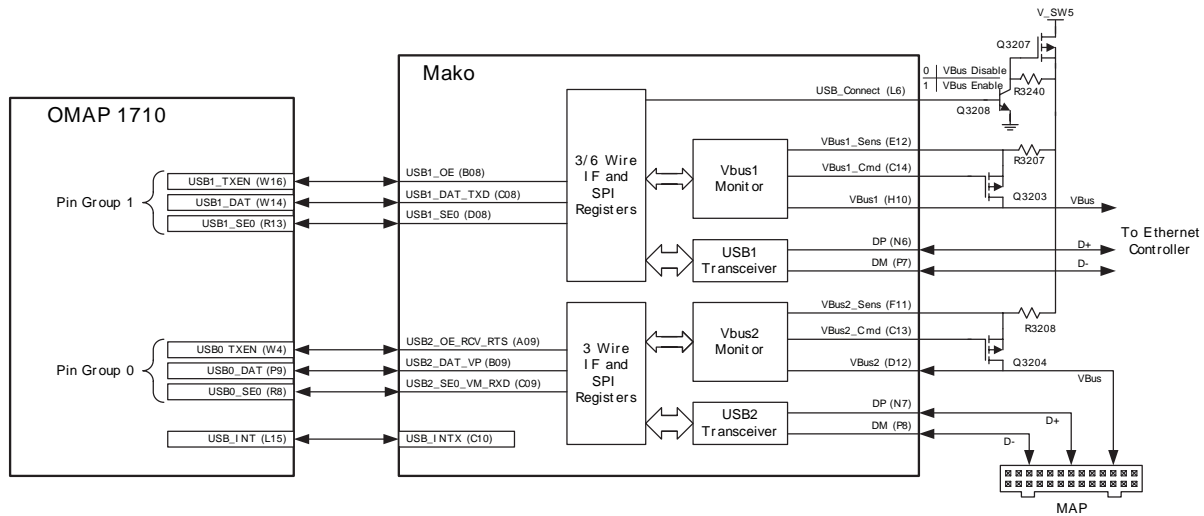 V_SW5
Q3207
0 | VBus Disable
1 | VBus Enable
R3240
Q3208
Mako
USB_Connect (L6)
OMAP 1710
VBus1_Sens (E12)
R3207
3/6 Wire
IF and
SPI
Registers
Vbus1
Monitor
VBus1_Cmd (C14)
Q3203
Pin Group 1
USB1_TXEN (W16)
USB1_OE (B08)
USB1_DAT (W14)
USB1_DAT_TXD (C08)
USB1_SE0 (R13)
USB1_SE0 (D08)
VBus1 (H10)
VBus
To Ethernet
Controller
USB1
Transceiver
DP (N6)
D+
DM (P7)
D-
VBus2_Sens (F11)
R3208
Vbus2
Monitor
VBus2_Cmd (C13)
Q3204
Pin Group 0
USB0_TXEN (W4)
USB2_OE_RCV_RTS (A09)
USB0_DAT (P9)
USB2_DAT_VP (B09)
USB0_SE0 (R8)
USB2_SE0_VM_RXD (C09)
3 Wire
IF and
SPI
Registers
VBus2 (D12)
VBus
USB2
Transceiver
DP (N7)
D+
DM (P8)
D-
USB_INT (L15)
USB_INTX (C10)
MAP